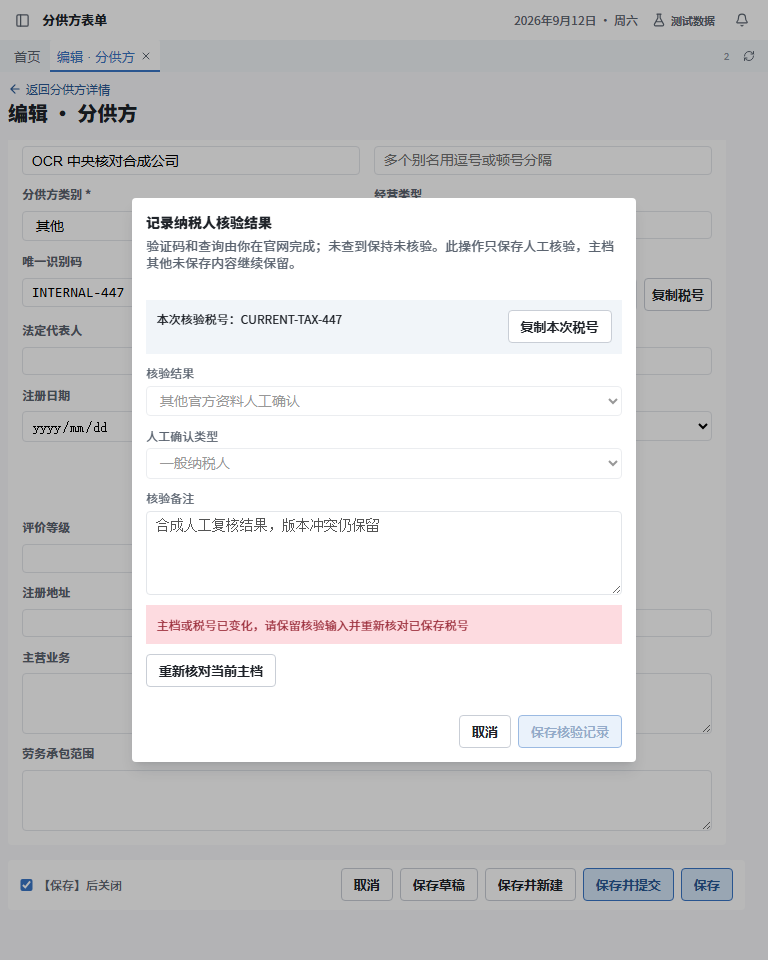 分供方表单
2026年9月12日 · 周六 测试数据
首页 编辑 · 分供方 × 2
← 返回分供方详情
编辑 · 分供方
OCR 中央核对合成公司 多个别名用逗号或顿号分隔
分供方类别 * 经营类型
其他
唯一识别码
INTERNAL-447 复制税号
法定代表人
注册日期
yyyy/mm/dd
评价等级
注册地址
主营业务
劳务承包范围
记录纳税人核验结果
验证码和查询由你在官网完成；未查到保持未核验。此操作只保存人工核验，主档
其他未保存内容继续保留。
本次核验税号：CURRENT-TAX-447 复制本次税号
核验结果
其他官方资料人工确认
人工确认类型
一般纳税人
核验备注
合成人工复核结果，版本冲突仍保留
主档或税号已变化，请保留核验输入并重新核对已保存税号
重新核对当前主档
取消 保存核验记录
【保存】后关闭 取消 保存草稿 保存并新建 保存并提交 保存